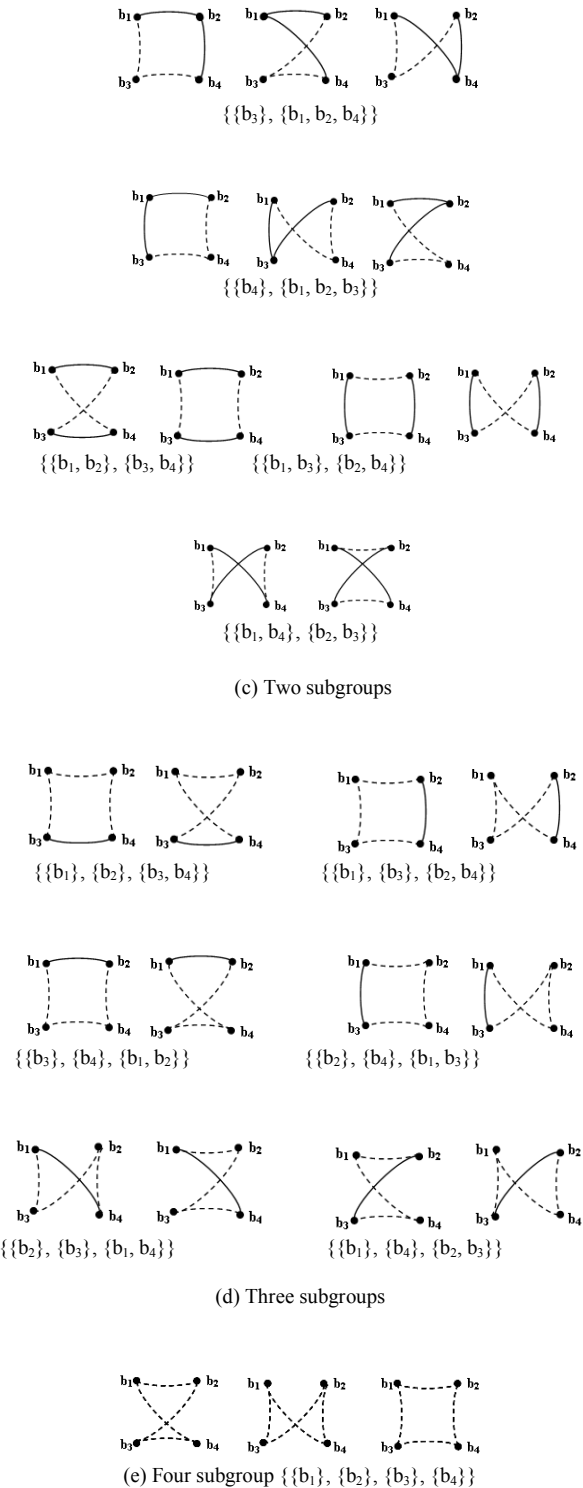 b1 b2 b1 b2 b1 b2
b3 b4 b3 b4 b3 b4
{{b3}, {b1, b2, b4}}
b1 b2 b1 b2 b1 b2
b3 b4 b3 b4 b3 b4
{{b4}, {b1, b2, b3}}
b1 b2 b1 b2 b1 b2 b1 b2
b3 b4 b3 b4 b3 b4 b3 b4
{{b1, b2}, {b3, b4}} {{b1, b3}, {b2, b4}}
b1 b2 b1 b2
b3 b4 b3 b4
{{b1, b4}, {b2, b3}}
(c) Two subgroups
b1 b2 b1 b2 b1 b2 b1 b2
b3 b4 b3 b4 b3 b4 b3 b4
{{b1}, {b2}, {b3, b4}} {{b1}, {b3}, {b2, b4}}
b1 b2 b1 b2 b1 b2 b1 b2
b3 b4 b3 b4 b3 b4 b3 b4
{{b3}, {b4}, {b1, b2}} {{b2}, {b4}, {b1, b3}}
b1 b2 b1 b2 b1 b2 b1 b2
b3 b4 b3 b4 b3 b4 b3 b4
{{b2}, {b3}, {b1, b4}} {{b1}, {b4}, {b2, b3}}
(d) Three subgroups
b1 b2 b1 b2 b1 b2
b3 b4 b3 b4 b3 b4
(e) Four subgroup {{b1}, {b2}, {b3}, {b4}}